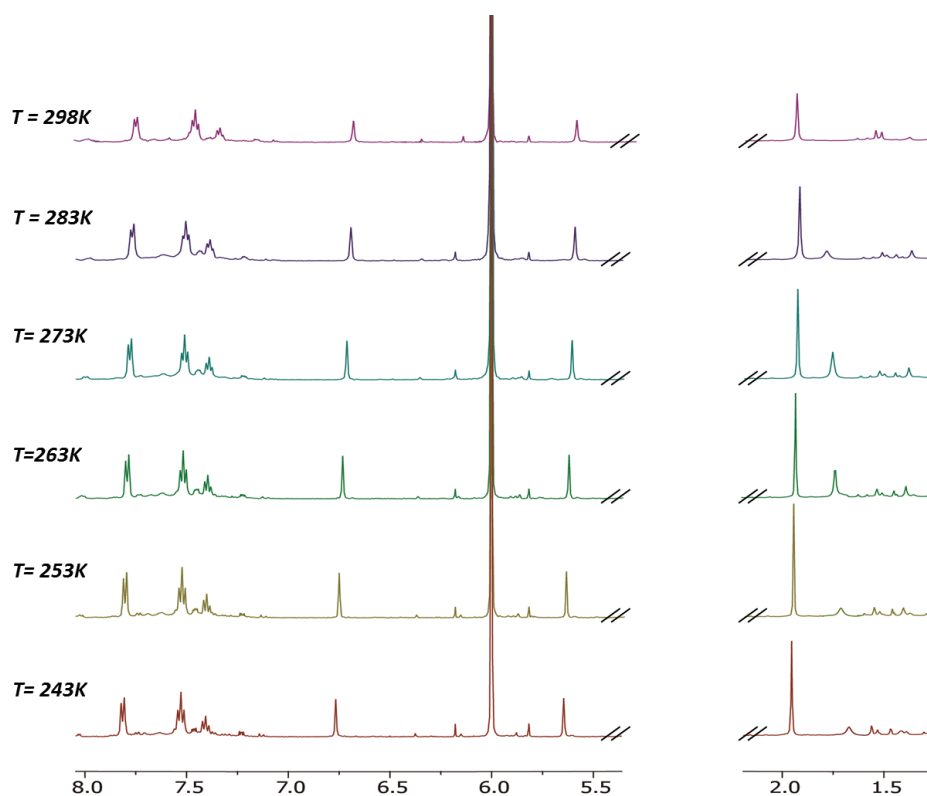 T = 298K
T = 283K
T= 273K
T=263K
T= 253K
T= 243K
8.0 7.5 7.0 6.5 6.0 5.5 2.0 1.5